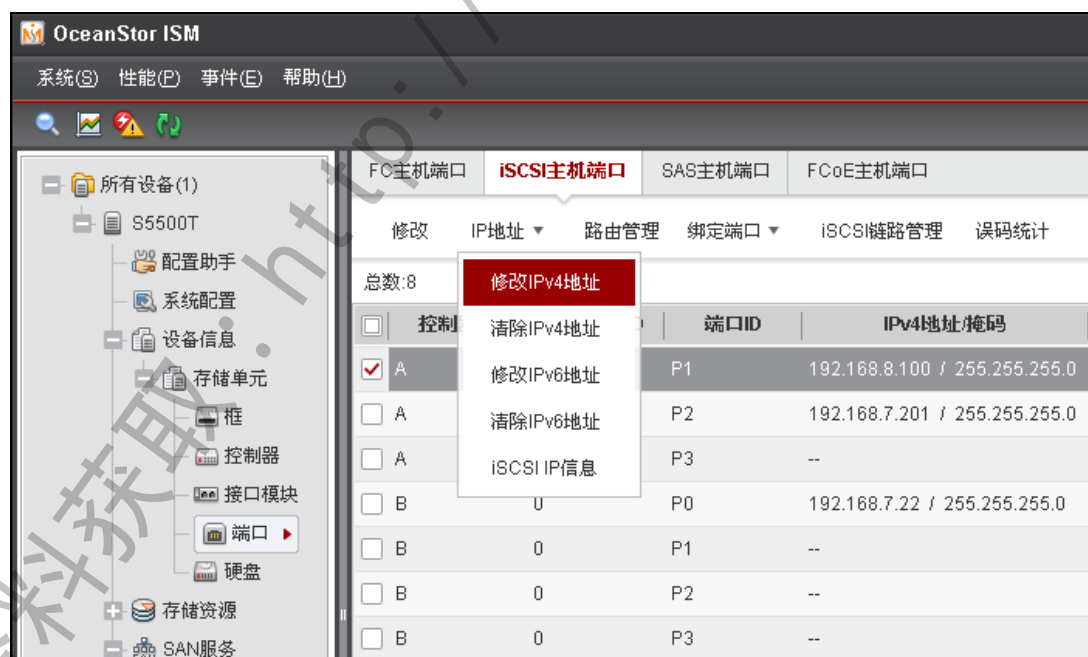 OceanStor ISM
系统(S) 性能(P) 事件(E) 帮助(H)
所有设备(1)
S5500T
配置助手
系统配置
设备信息
存储单元
框
控制器
接口模块
端口
硬盘
存储资源
SAN服务
FC主机端口 iSCSI主机端口 SAS主机端口 FCoE主机端口
修改 IP地址 路由管理 绑定端口 iSCSI链路管理 误码统计
总数:8
修改IPv4地址
清除IPv4地址
修改IPv6地址
清除IPv6地址
iSCSI IP信息
控制 端口ID IPv4地址/掩码
A P1 192.168.8.100 / 255.255.255.0
A P2 192.168.7.201 / 255.255.255.0
A P3 --
B 0 P0 192.168.7.22 / 255.255.255.0
B 0 P1 --
B 0 P2 --
B 0 P3 --
料获取:http://